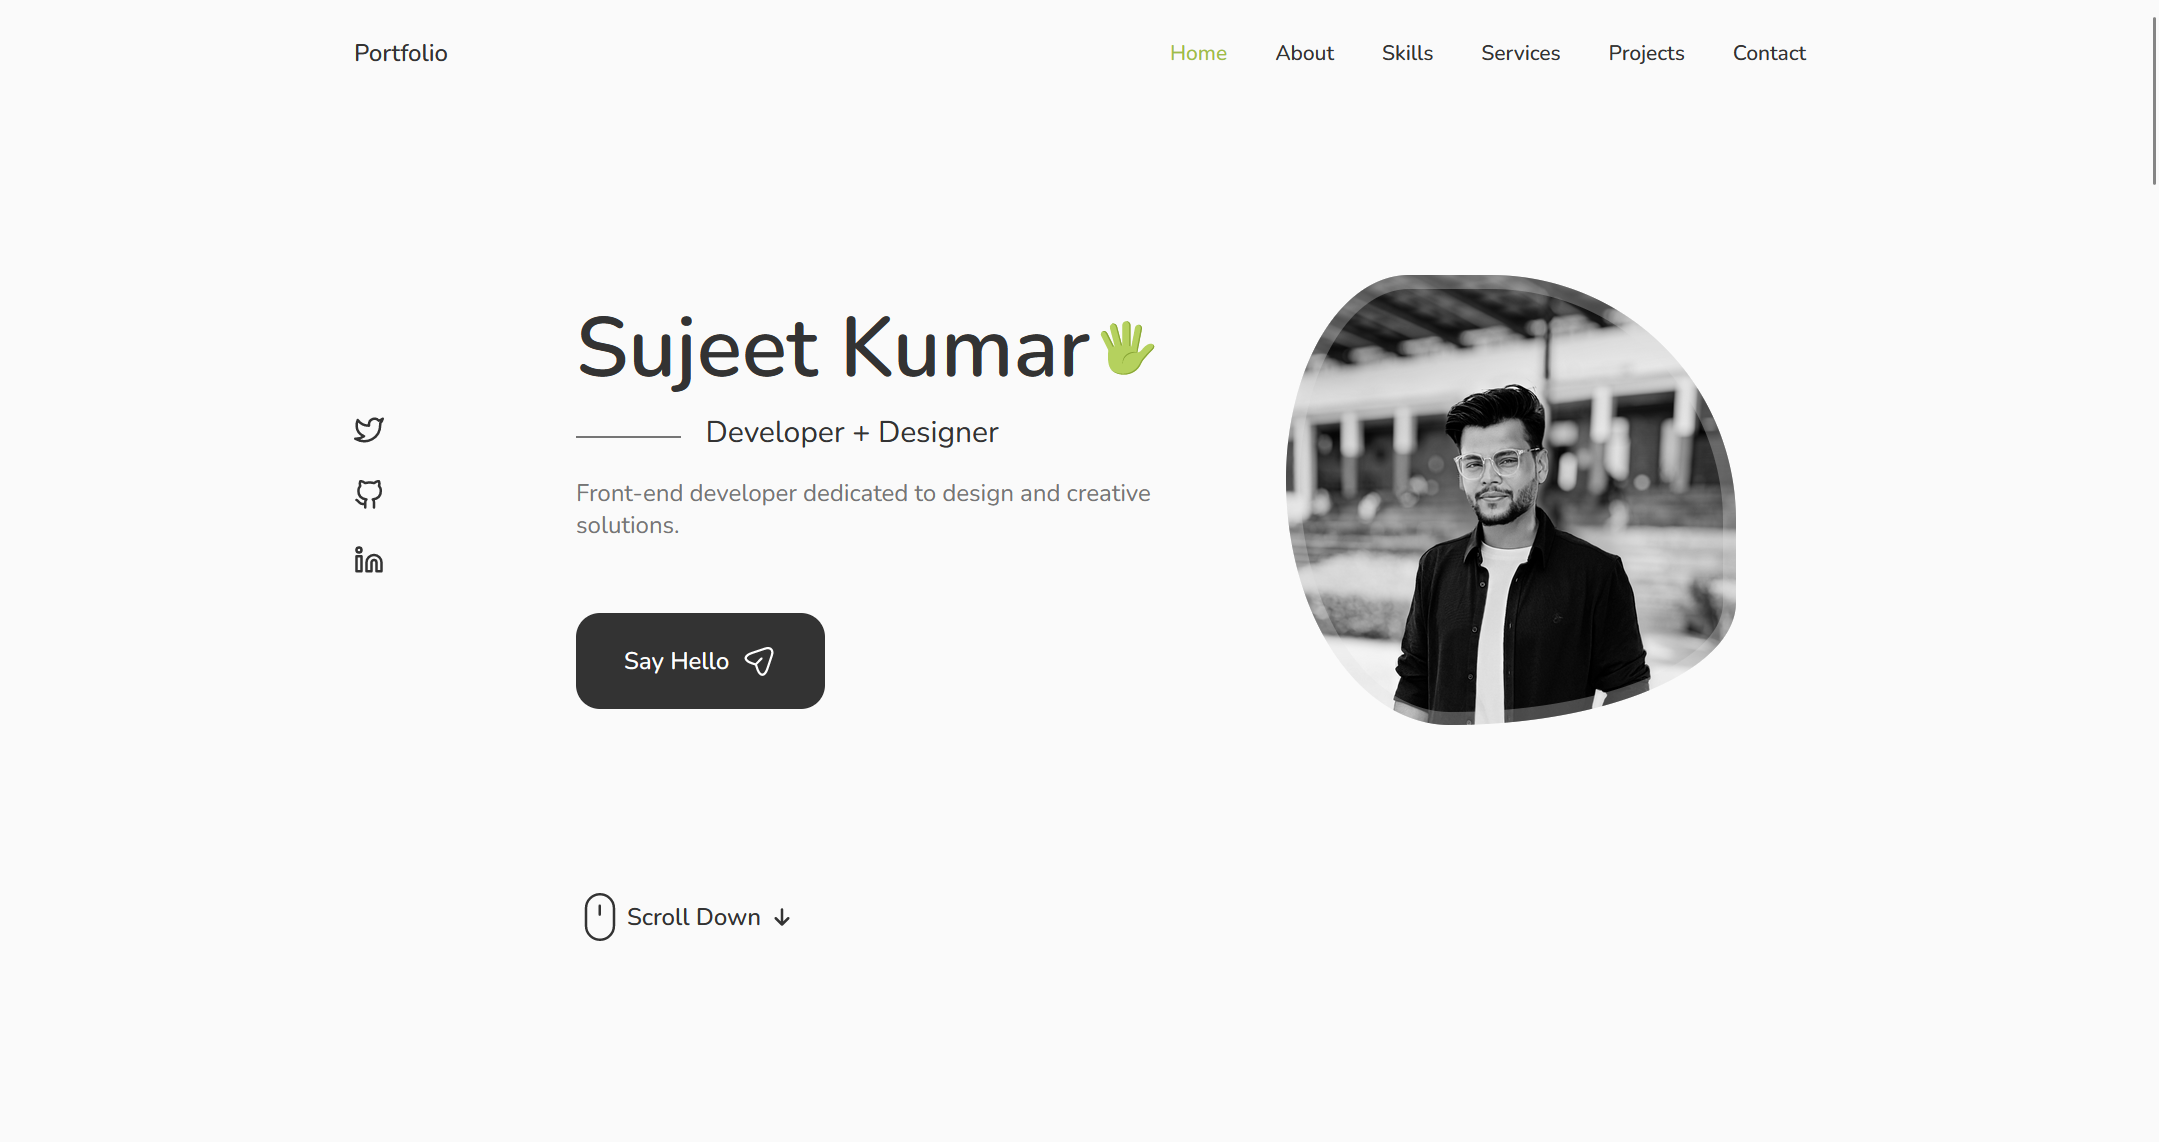 Portfolio
Home
About
Skills
Services
Projects
Contact
Sujeet Kumar
Developer + Designer
Front-end developer dedicated to design and creative
solutions.
Say Hello
Scroll Down